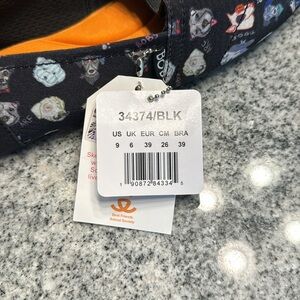 BOBS
34374/BLK
US UK EUR CM BRA
9 6 39 26 39
1 90872 84334 6
Best Friends
Animal Society